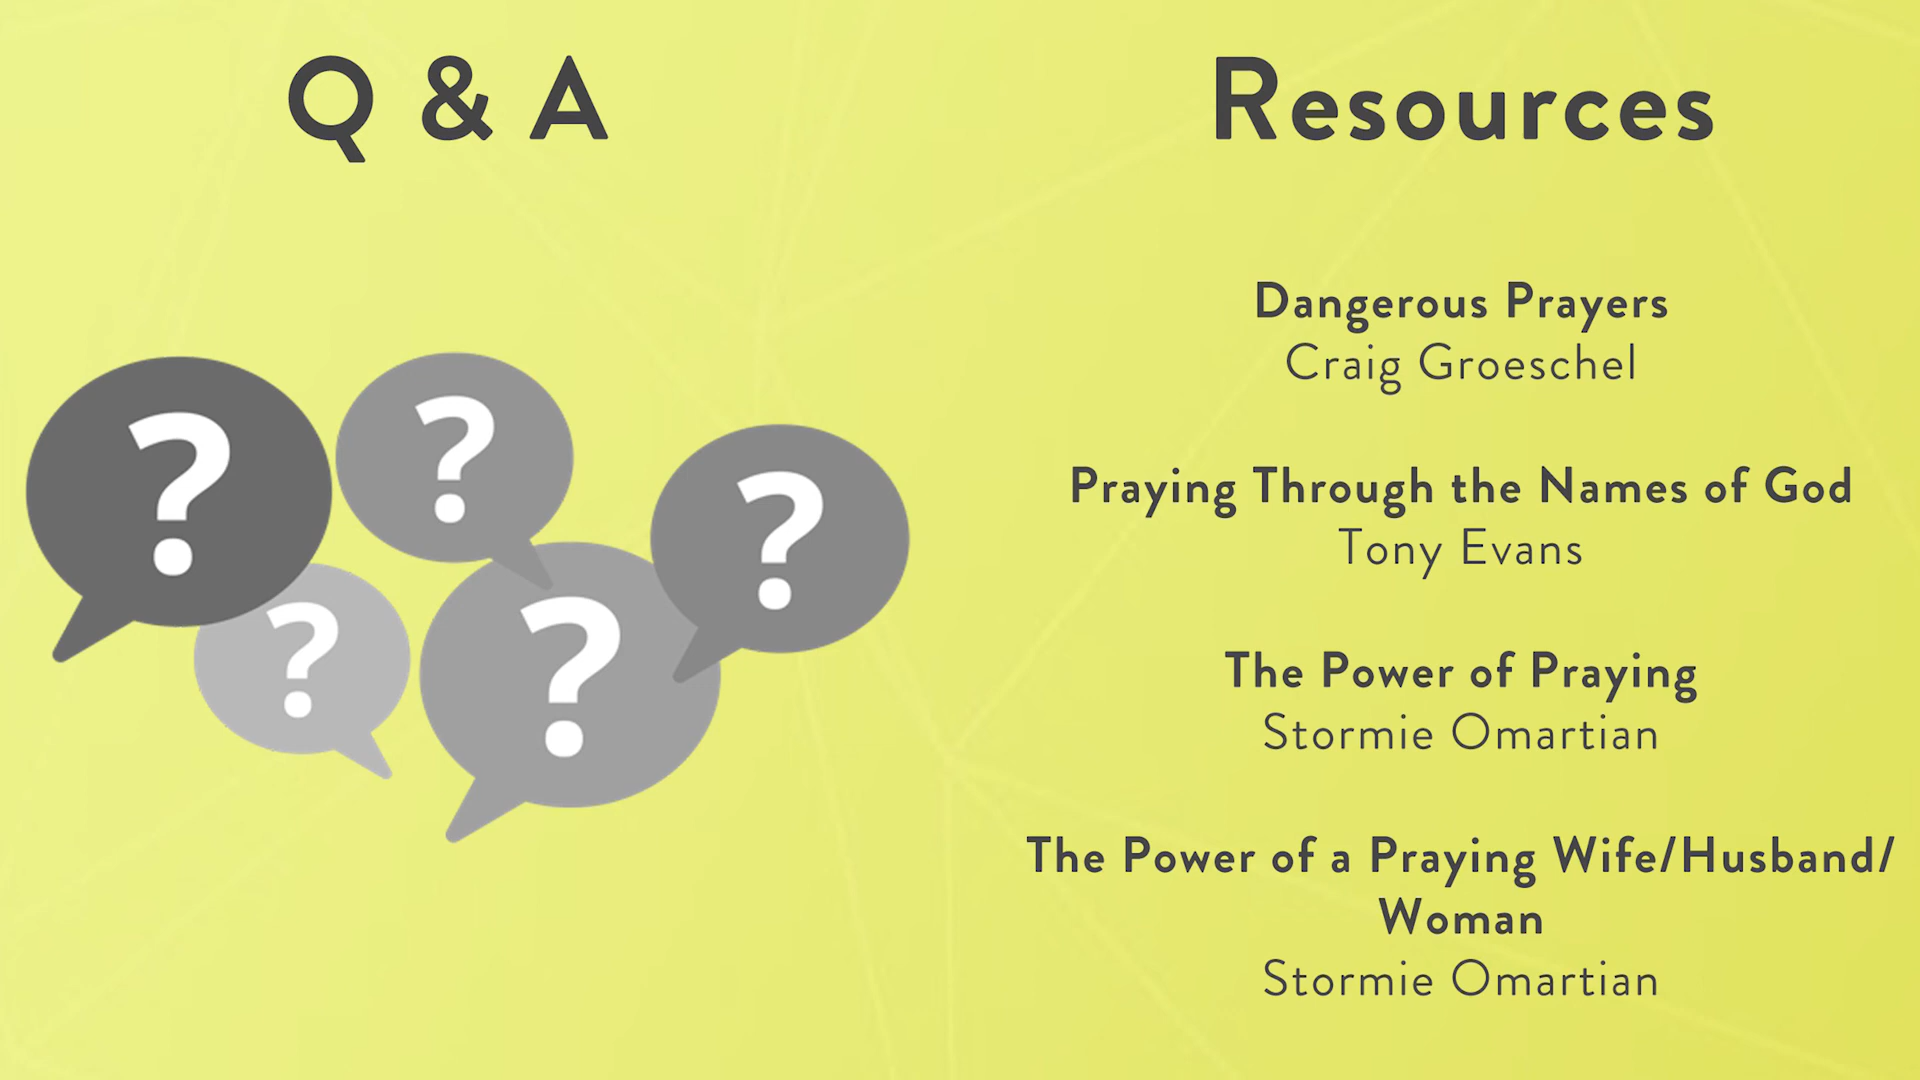 Q & A
?
?
?
?
?
Resources
Dangerous Prayers
Craig Groeschel
Praying Through the Names of God
Tony Evans
The Power of Praying
Stormie Omartian
The Power of a Praying Wife/Husband/
Woman
Stormie Omartian